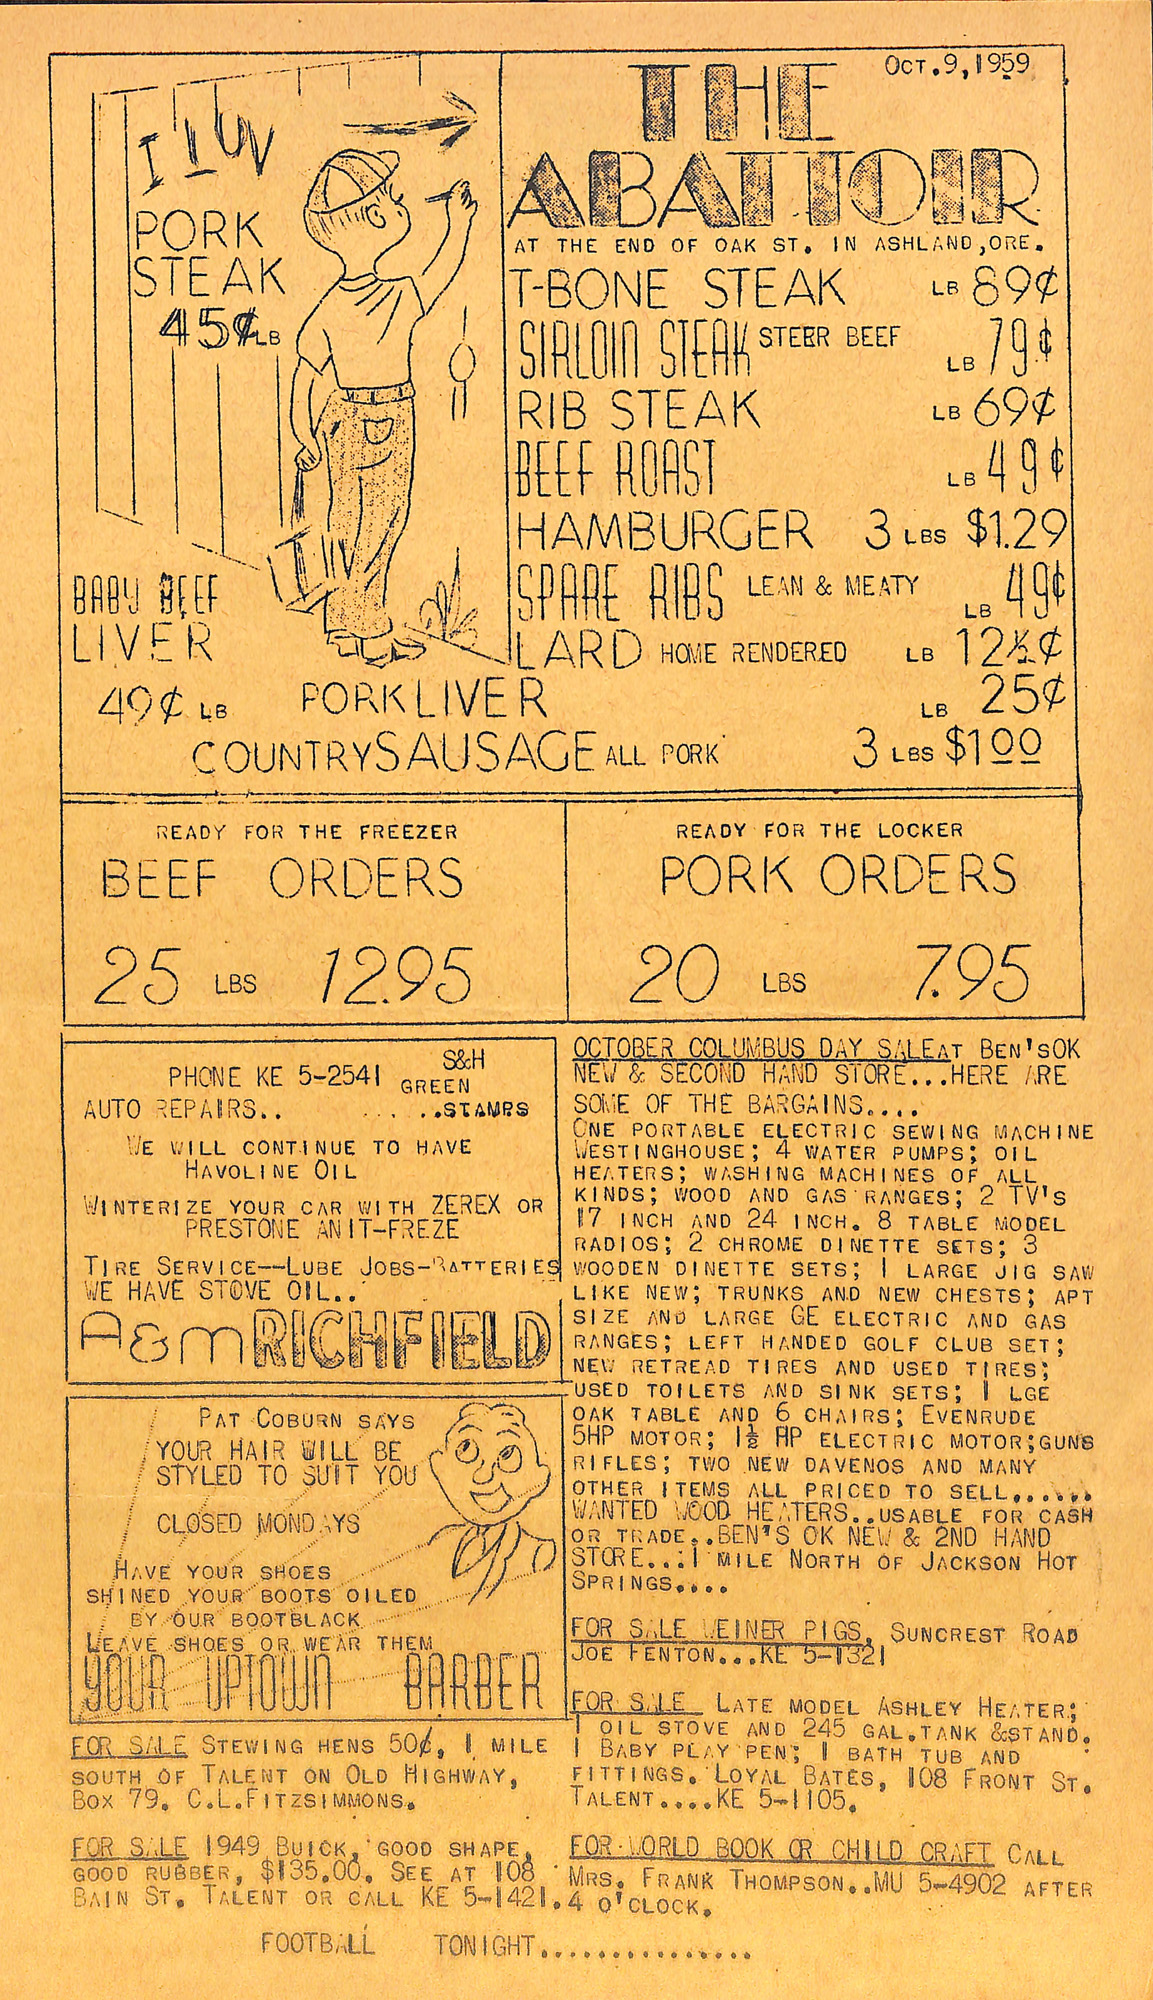 OCT.9,1959
THE
ABATTOIR
AT THE END OF OAK ST. IN ASHLAND,ORE.
I LUV
PORK
STEAK
45¢LB
T-BONE STEAK LB 89¢
SIRLOIN STEAK STEER BEEF LB 79¢
RIB STEAK LB 69¢
BEEF ROAST LB 49¢
HAMBURGER 3 LBS $1.29
SPARE RIBS LEAN & MEATY LB 49¢
LARD HOME RENDERED LB 12½¢
BABY BEEF
LIVER
49¢ LB
PORK LIVER LB 25¢
COUNTRY SAUSAGE ALL PORK 3 LBS $1.00
READY FOR THE FREEZER
BEEF ORDERS
25 LBS 12.95
READY FOR THE LOCKER
PORK ORDERS
20 LBS 7.95
PHONE KE 5-2541 S&H
GREEN
AUTO REPAIRS.. .....STAMPS
WE WILL CONTINUE TO HAVE
HAVOLINE OIL
WINTERIZE YOUR CAR WITH ZEREX OR
PRESTONE ANIT-FREZE
TIRE SERVICE--LUBE JOBS-BATTERIES
WE HAVE STOVE OIL..
A&M RICHFIELD
PAT COBURN SAYS
YOUR HAIR WILL BE
STYLED TO SUIT YOU
CLOSED MONDAYS
HAVE YOUR SHOES
SHINED YOUR BOOTS OILED
BY OUR BOOTBLACK
LEAVE SHOES OR WEAR THEM
YOUR UPTOWN BARBER
FOR SALE STEWING HENS 50¢, 1 MILE
SOUTH OF TALENT ON OLD HIGHWAY,
BOX 79. C.L.FITZSIMMONS.
FOR SALE 1949 BUICK, GOOD SHAPE,
GOOD RUBBER, $135.00. SEE AT 108
BAIN ST. TALENT OR CALL KE 5-1421.
OCTOBER COLUMBUS DAY SALEAT BEN'SOK
NEW & SECOND HAND STORE...HERE ARE
SOME OF THE BARGAINS....
ONE PORTABLE ELECTRIC SEWING MACHINE
WESTINGHOUSE; 4 WATER PUMPS; OIL
HEATERS; WASHING MACHINES OF ALL
KINDS; WOOD AND GAS RANGES; 2 TV'S
17 INCH AND 24 INCH. 8 TABLE MODEL
RADIOS; 2 CHROME DINETTE SETS; 3
WOODEN DINETTE SETS; 1 LARGE JIG SAW
LIKE NEW; TRUNKS AND NEW CHESTS; APT
SIZE AND LARGE GE ELECTRIC AND GAS
RANGES; LEFT HANDED GOLF CLUB SET;
NEW RETREAD TIRES AND USED TIRES;
USED TOILETS AND SINK SETS; 1 LGE
OAK TABLE AND 6 CHAIRS; EVENRUDE
5HP MOTOR; 1½ HP ELECTRIC MOTOR;GUNS
RIFLES; TWO NEW DAVENOS AND MANY
OTHER ITEMS ALL PRICED TO SELL......
WANTED WOOD HEATERS..USABLE FOR CASH
OR TRADE..BEN'S OK NEW & 2ND HAND
STORE...1 MILE NORTH OF JACKSON HOT
SPRINGS....
FOR SALE WEINER PIGS, SUNCREST ROAD
JOE FENTON...KE 5-1321
FOR SALE LATE MODEL ASHLEY HEATER;
1 OIL STOVE AND 245 GAL.TANK &STAND.
1 BABY PLAY PEN; 1 BATH TUB AND
FITTINGS. LOYAL BATES, 108 FRONT ST.
TALENT....KE 5-1105.
FOR WORLD BOOK OR CHILD CRAFT CALL
MRS. FRANK THOMPSON..MU 5-4902 AFTER
4 O'CLOCK.
FOOTBALL TONIGHT...............